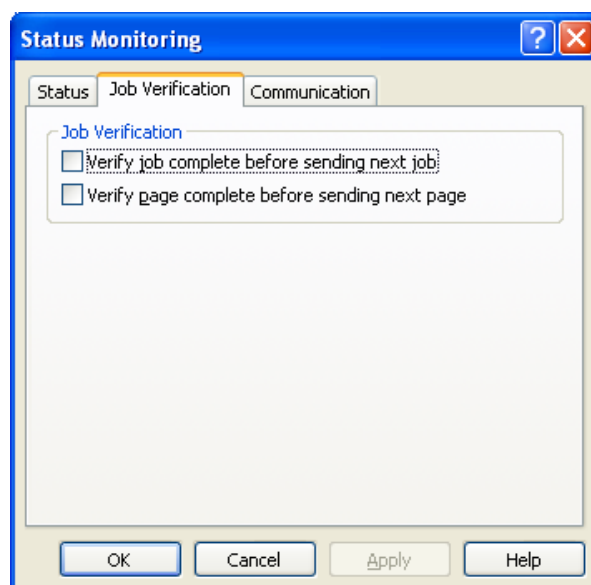 Status Monitoring
Status Job Verification Communication
Job Verification
Verify job complete before sending next job
Verify page complete before sending next page
OK Cancel Apply Help